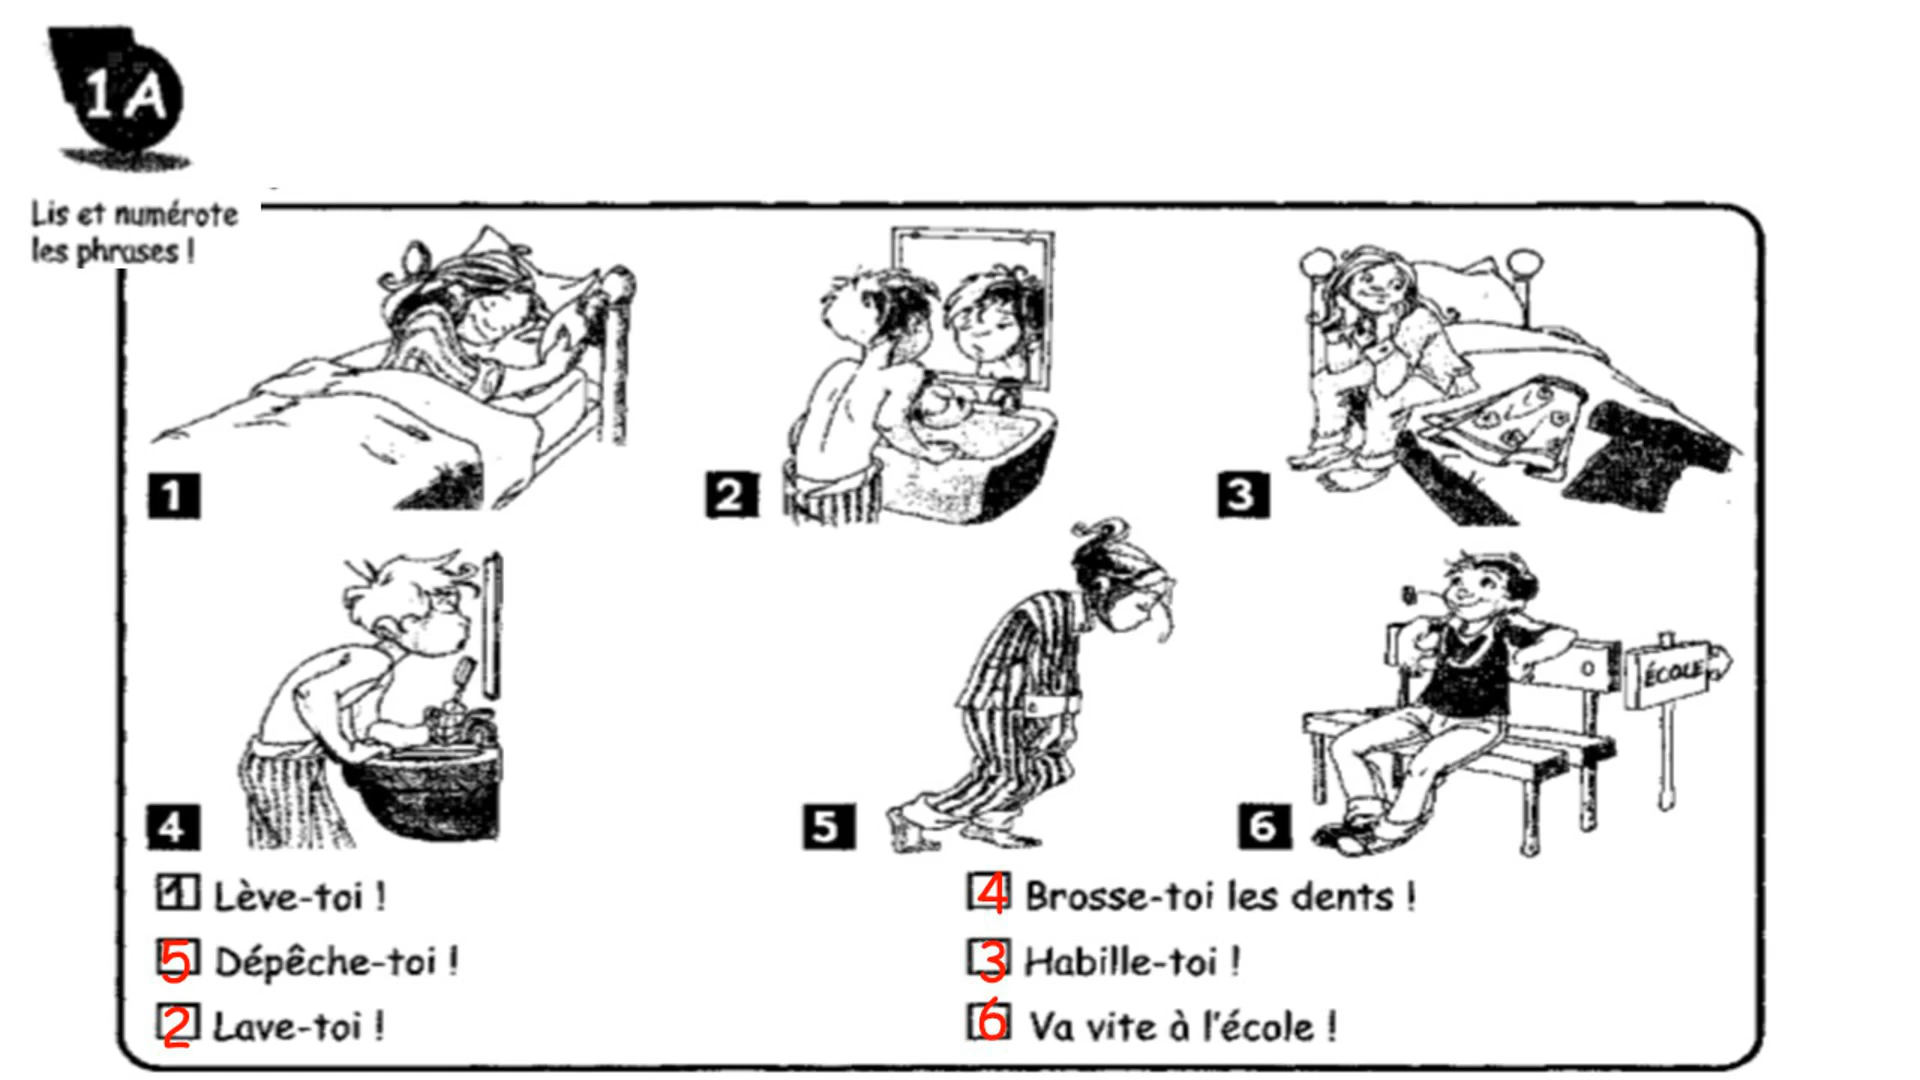 1A
Lis et numérote
les phrases !
1
2
3
4
5
6
ÉCOLE
1 Lève-toi !
5 Dépêche-toi !
2 Lave-toi !
4 Brosse-toi les dents !
3 Habille-toi !
6 Va vite à l'école !